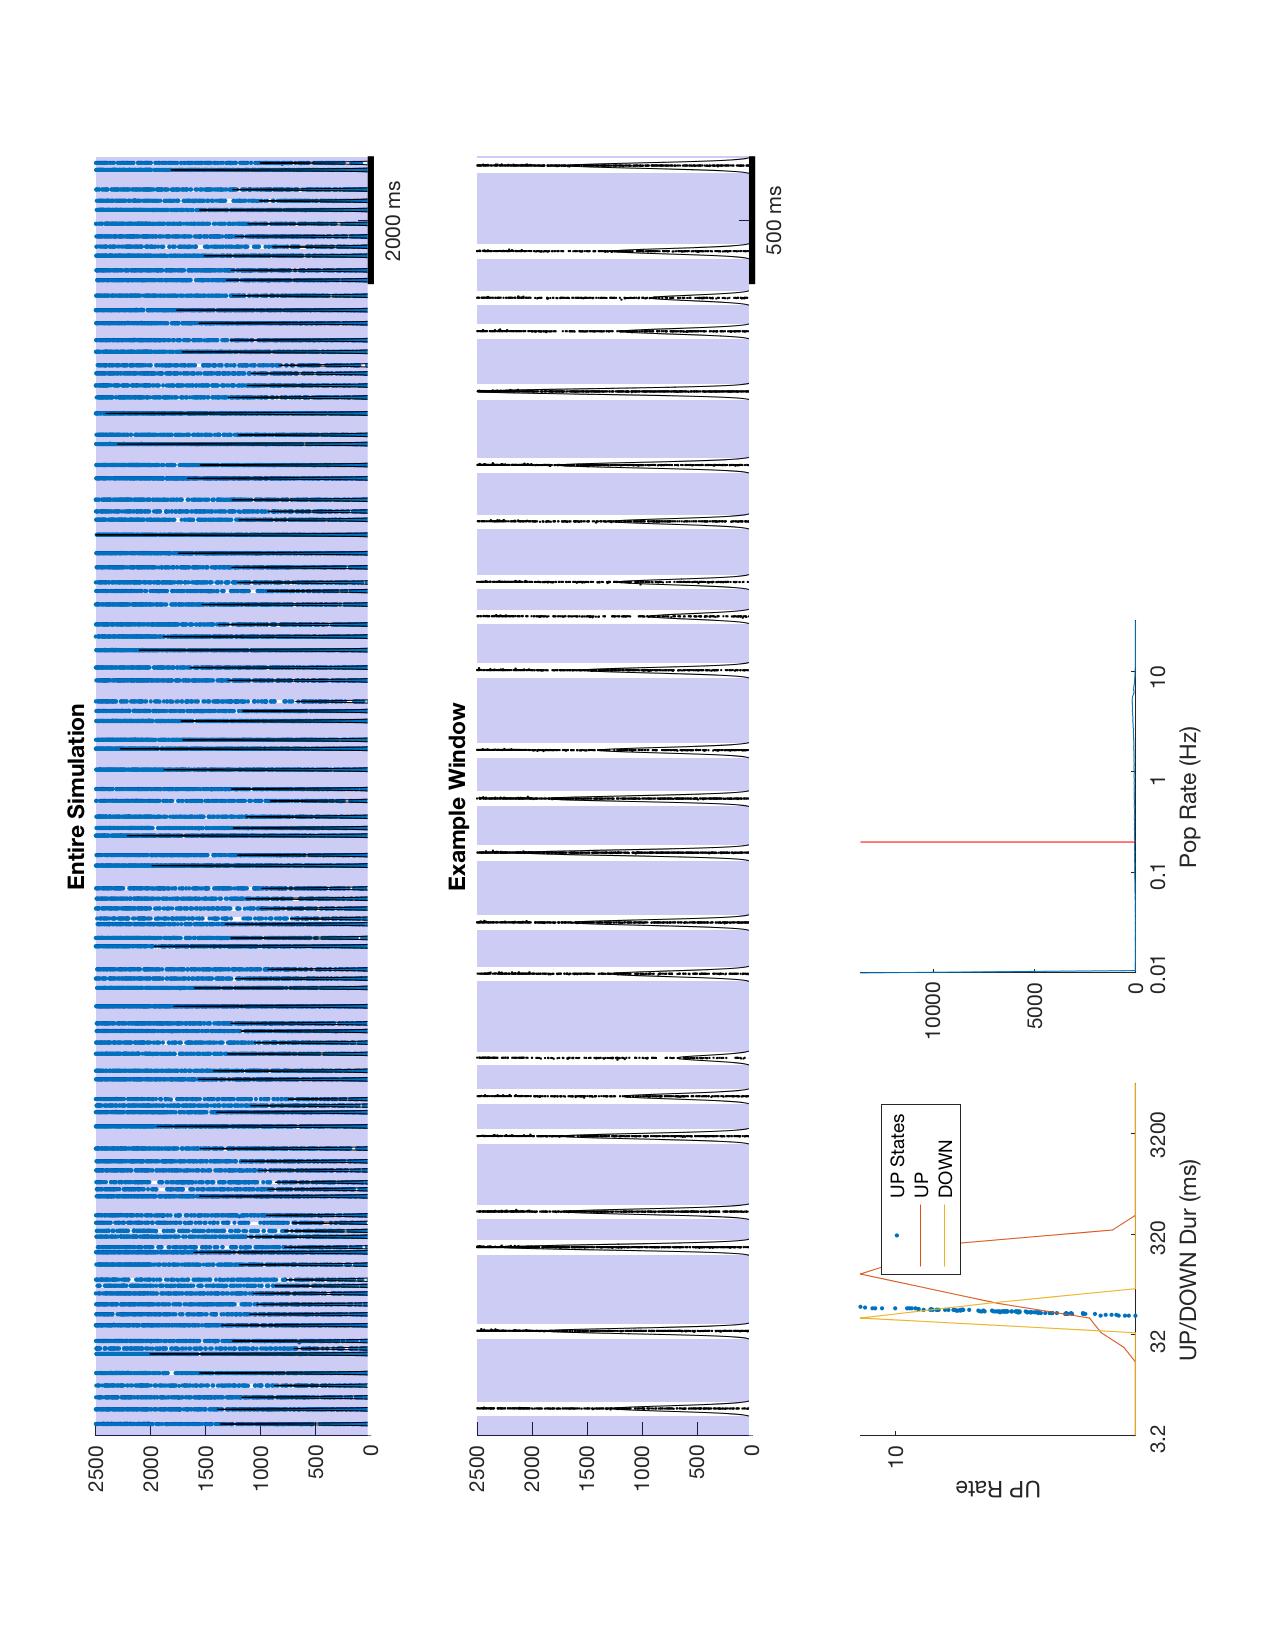 Entire Simulation
2500
2000
1500
1000
500
0
2000 ms
Example Window
2500
2000
1500
1000
500
0
500 ms
10
UP Rate
3.2 32 320 3200
UP/DOWN Dur (ms)
UP States
UP
DOWN
10000
5000
0
0.01 0.1 1 10
Pop Rate (Hz)